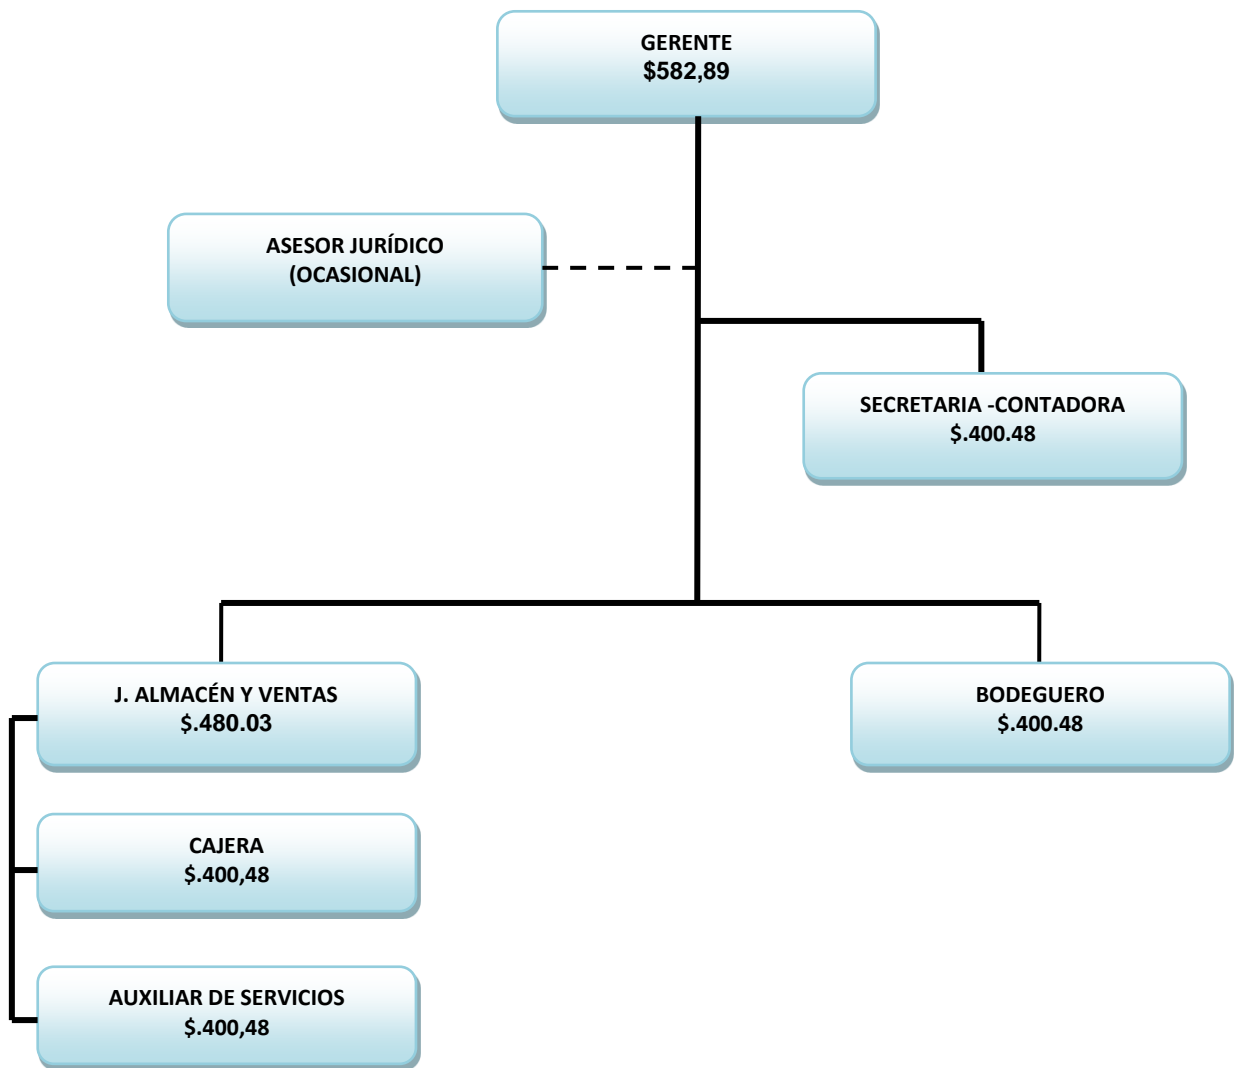 GERENTE
$582,89
ASESOR JURÍDICO
(OCASIONAL)
SECRETARIA -CONTADORA
$.400.48
J. ALMACÉN Y VENTAS
$.480.03
BODEGUERO
$.400.48
CAJERA
$.400,48
AUXILIAR DE SERVICIOS
$.400,48